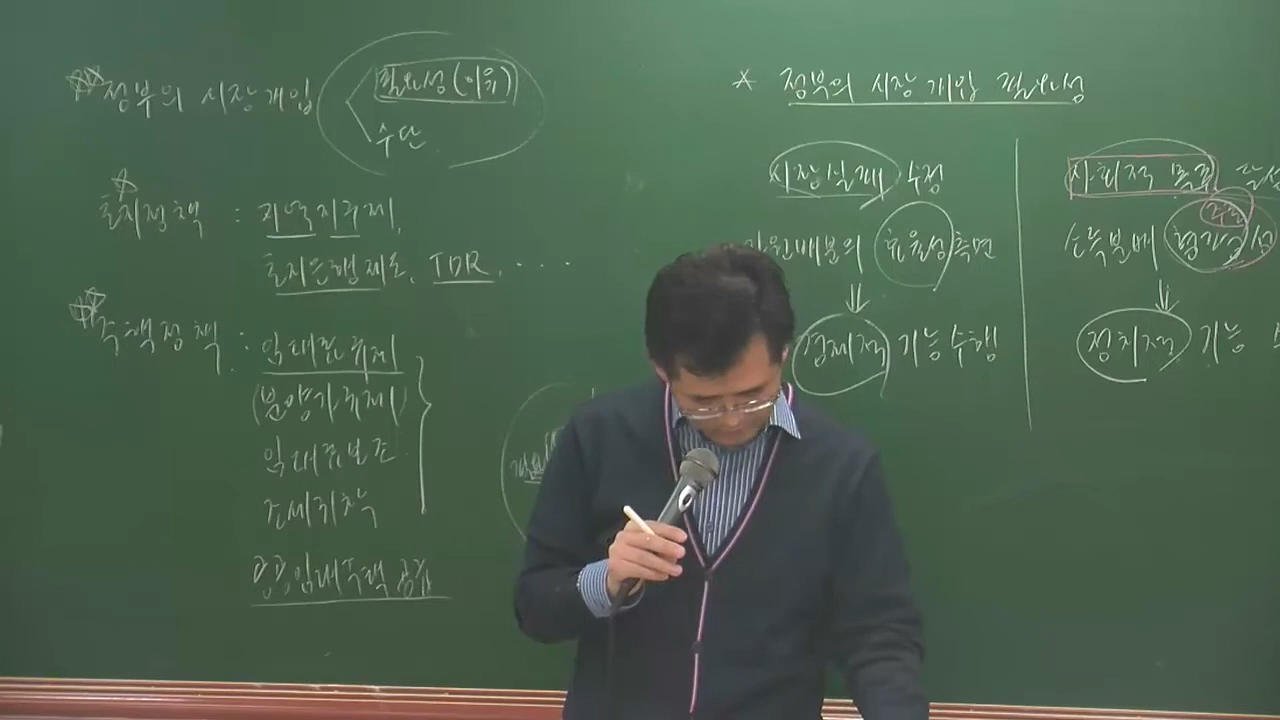 정부의 시장개입 필요성(이유)
수단
토지정책 : 지역지구제,
토지은행제도, TDR, ....
주택정책 : 임대료 규제
(분양가규제)
임대료보조
조세귀착
공공임대주택 공급
* 정부의 시장 개입 필요성
시장실패 수정
자원배분의 효율성 측면
⇓
경제적 기능수행
사회적 목표 달성
소득분배 형평성
⇓
정치적 기능